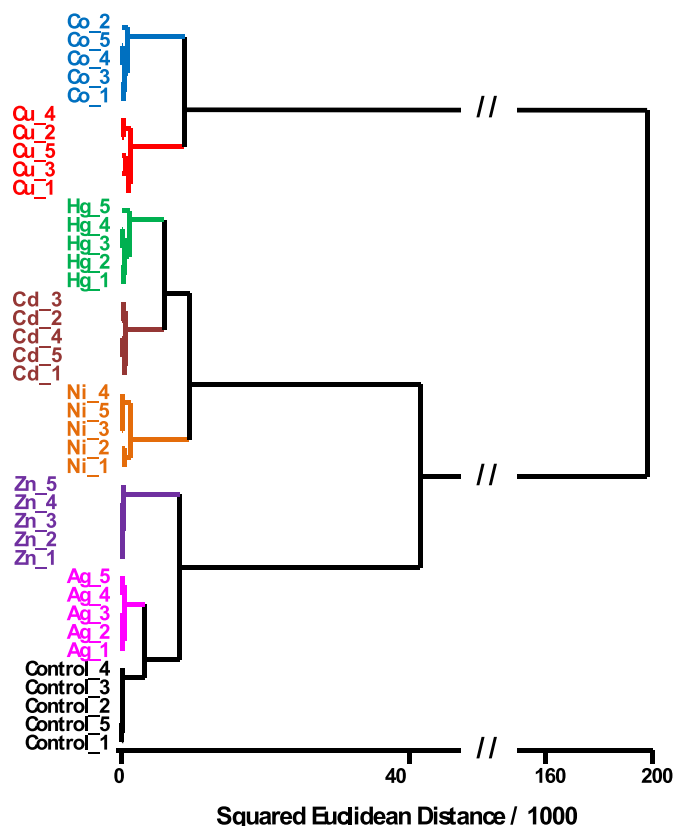 Co_2
Co_5
Co_4
Co_3
Co_1
Cu_4
Cu_2
Cu_5
Cu_3
Cu_1
Hg_5
Hg_4
Hg_3
Hg_2
Hg_1
Cd_3
Cd_2
Cd_4
Cd_5
Cd_1
Ni_4
Ni_5
Ni_3
Ni_2
Ni_1
Zn_5
Zn_4
Zn_3
Zn_2
Zn_1
Ag_5
Ag_4
Ag_3
Ag_2
Ag_1
Control_4
Control_3
Control_2
Control_5
Control_1
//
//
//
0 40 160 200
Squared Euclidean Distance / 1000